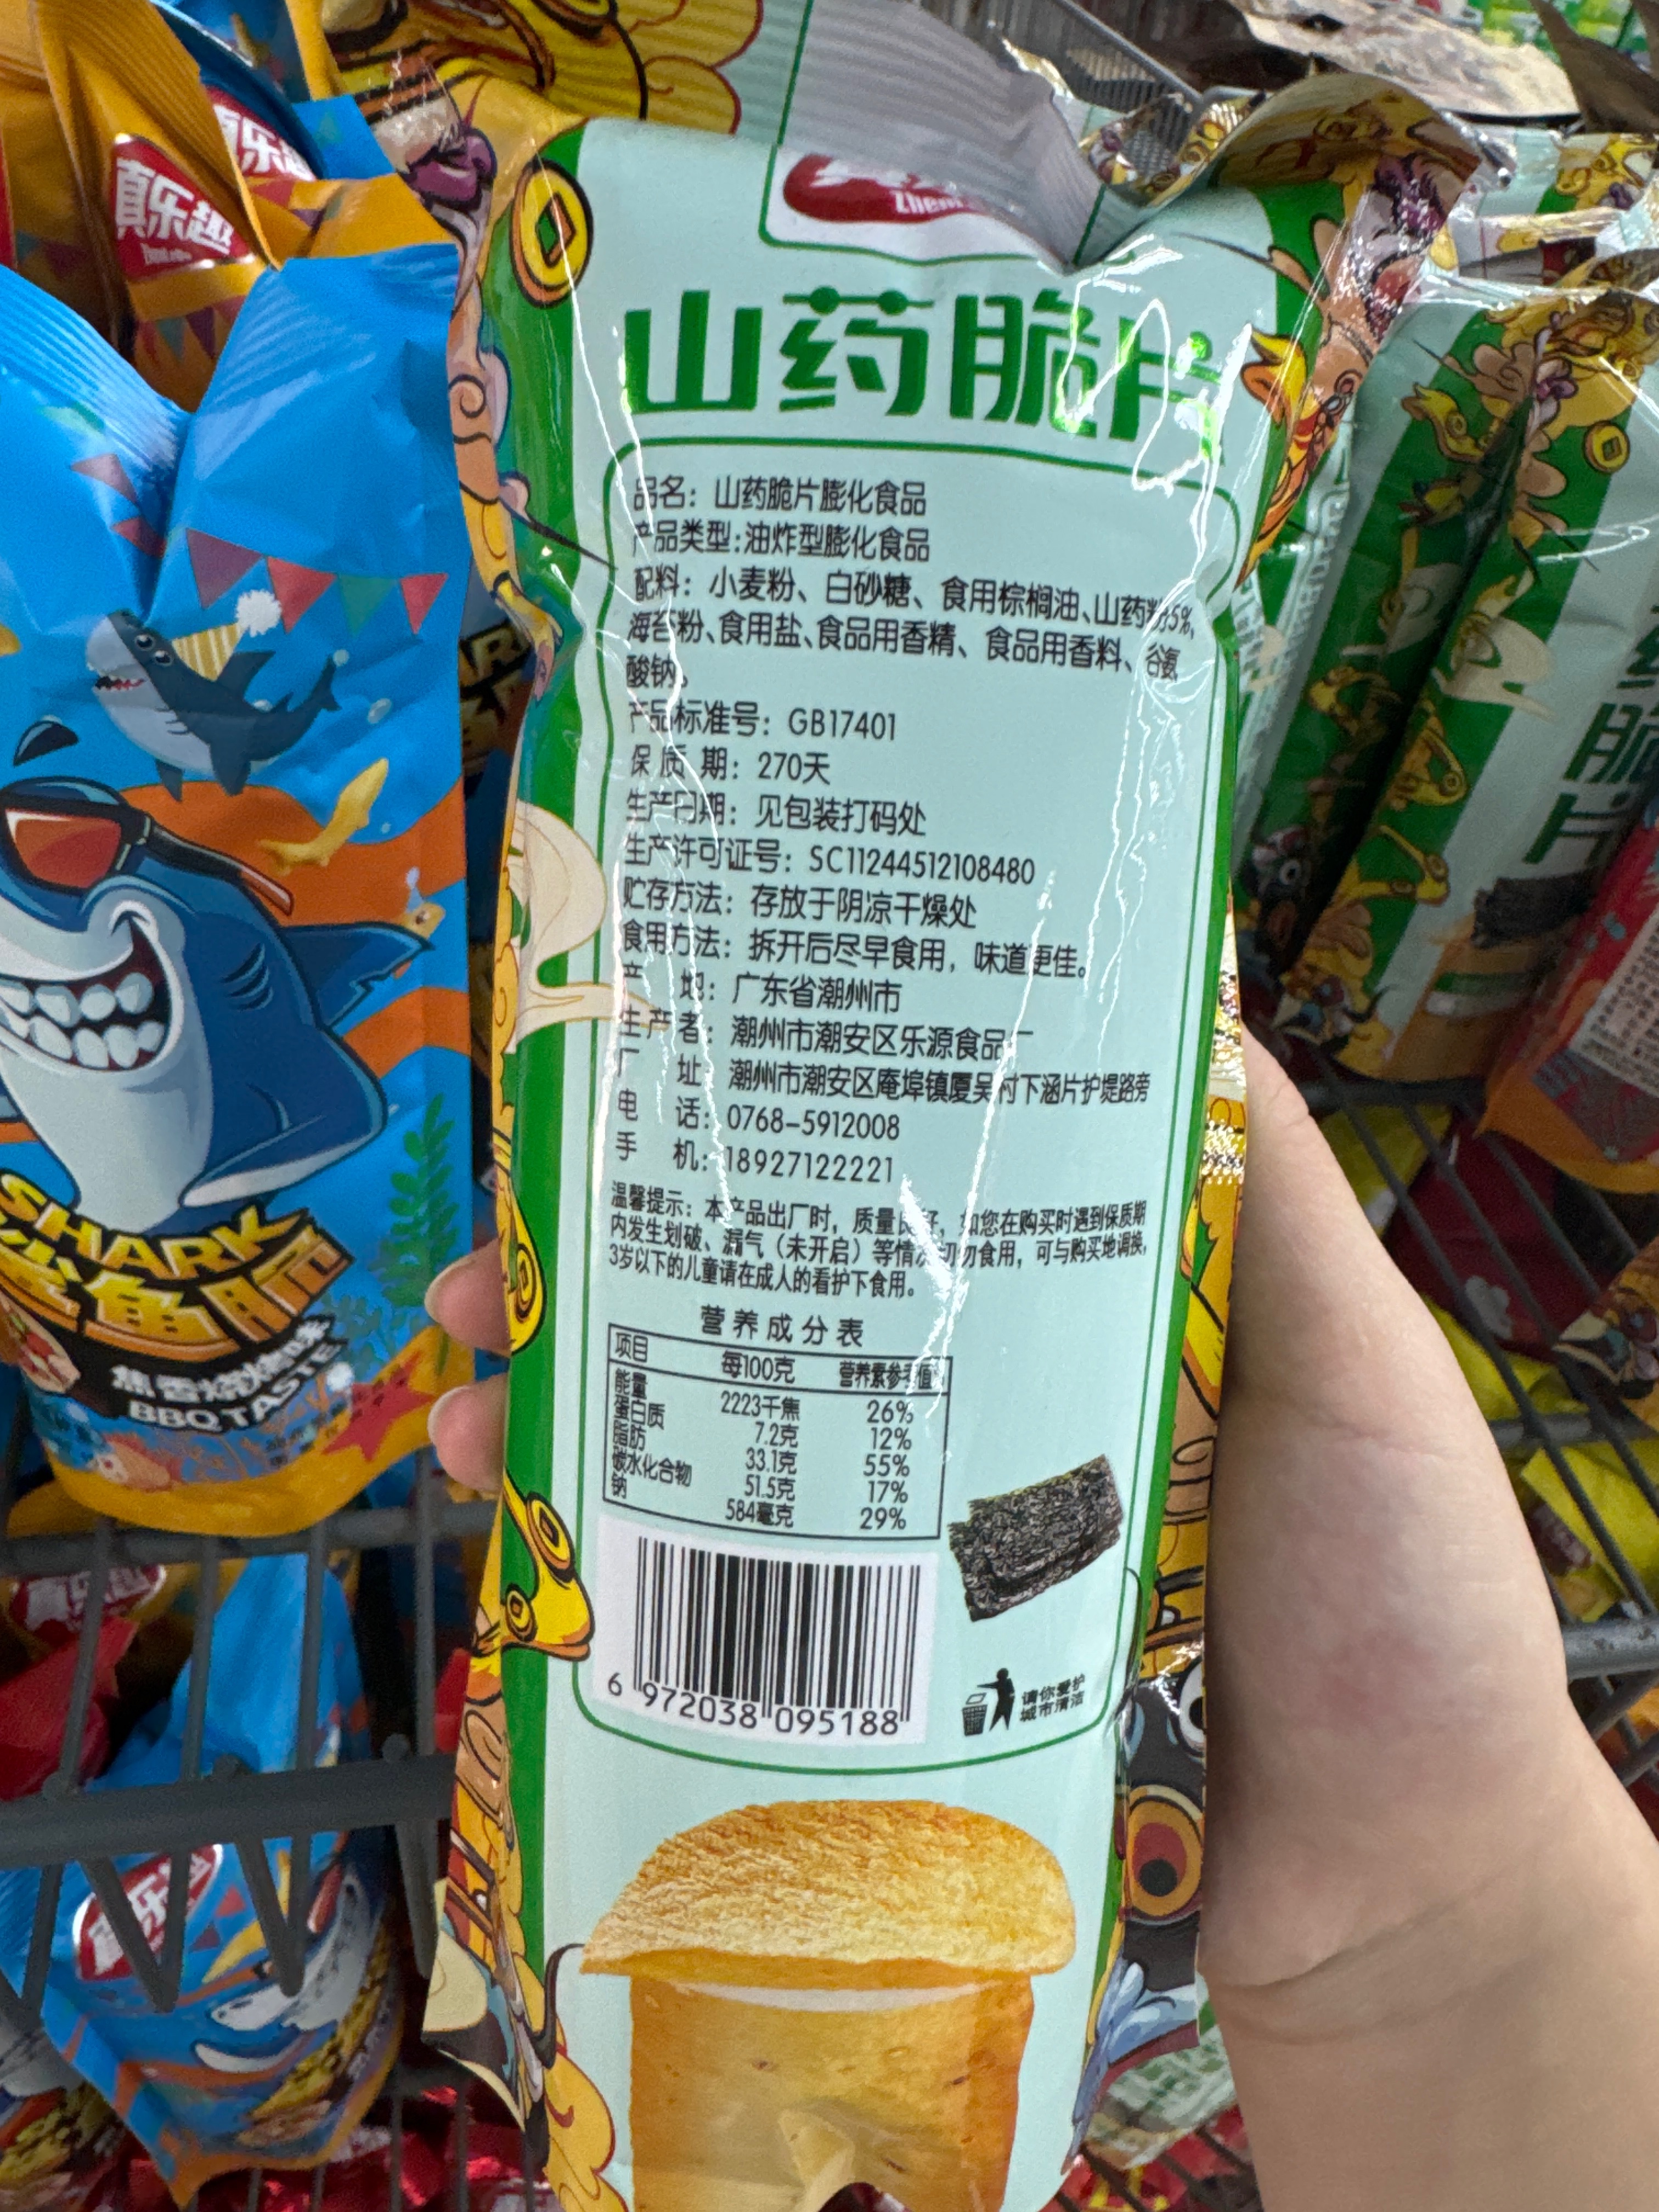 真乐趣
山药脆片
品名：山药脆片膨化食品
产品类型:油炸型膨化食品
配料：小麦粉、白砂糖、食用棕榈油、山药粉5%、
海苔粉、食用盐、食品用香精、食品用香料、谷氨
酸钠。
产品标准号：GB17401
保质期：270天
生产日期：见包装打码处
生产许可证号：SC11244512108480
贮存方法：存放于阴凉干燥处
食用方法：拆开后尽早食用，味道更佳。
产地：广东省潮州市
生产者：潮州市潮安区乐源食品厂
厂址：潮州市潮安区庵埠镇厦吴村下涵片护堤路旁
电话：0768-5912008
手机：18927122221
温馨提示：本产品出厂时，质量良好，如您在购买时遇到保质期
内发生划破、漏气（未开启）等情况切勿食用，可与购买地调换，
3岁以下的儿童请在成人的看护下食用。
营养成分表
项目 每100克 营养素参考值%
能量 2223千焦 26%
蛋白质 7.2克 12%
脂肪 33.1克 55%
碳水化合物 51.5克 17%
钠 584毫克 29%
6 972038 095188
请你爱护
城市清洁
SHARK
鲨鱼脆
BBQ TASTE
脆
片